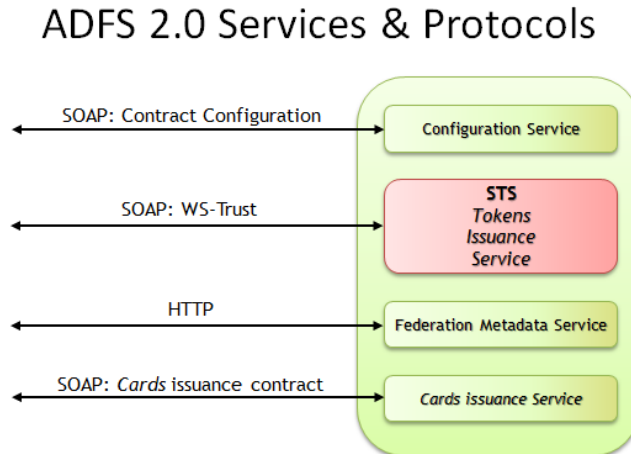 ADFS 2.0 Services & Protocols
SOAP: Contract Configuration
Configuration Service
SOAP: WS-Trust
STS
Tokens
Issuance
Service
HTTP
Federation Metadata Service
SOAP: Cards issuance contract
Cards issuance Service